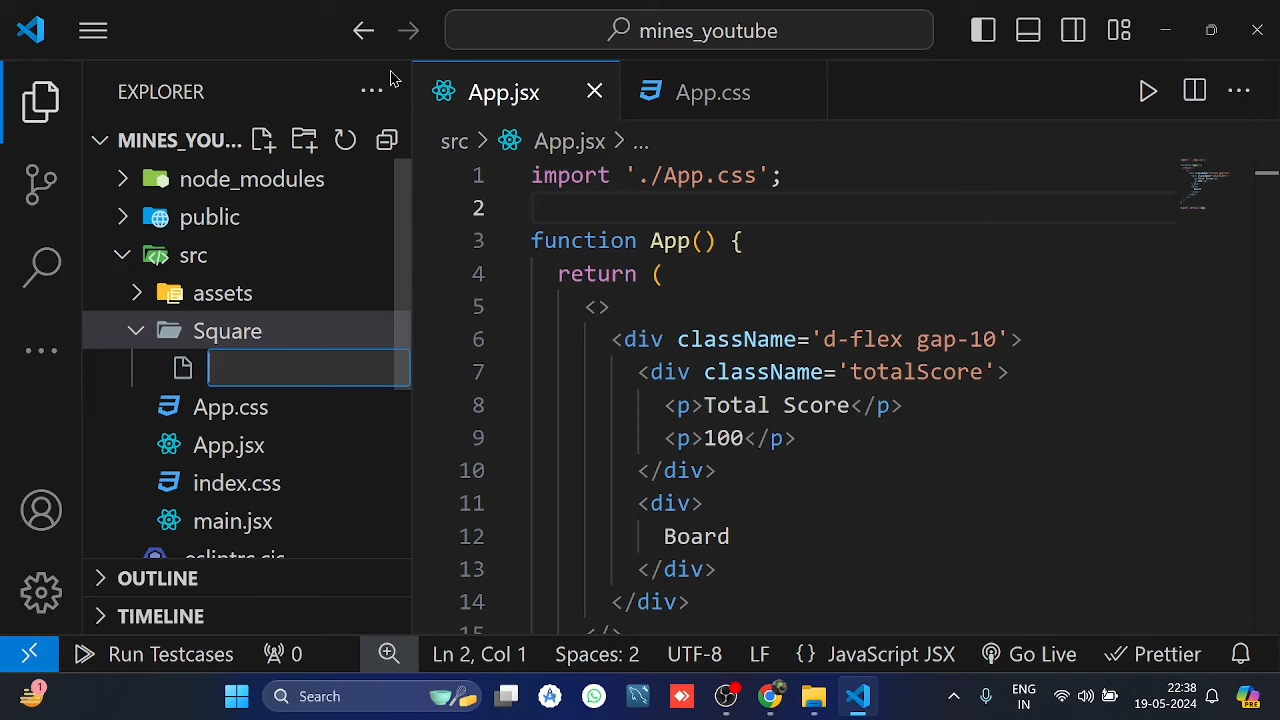 mines_youtube
EXPLORER
App.jsx
App.css
MINES_YOU...
src > App.jsx > ...
node_modules
public
src
assets
Square
App.css
App.jsx
index.css
main.jsx
OUTLINE
TIMELINE
1 import './App.css';
2
3 function App() {
4 return (
5 <>
6 <div className='d-flex gap-10'>
7 <div className='totalScore'>
8 <p>Total Score</p>
9 <p>100</p>
10 </div>
11 <div>
12 Board
13 </div>
14 </div>
Run Testcases
0
Ln 2, Col 1
Spaces: 2
UTF-8
LF
{ } JavaScript JSX
Go Live
Prettier
1
Search
ENG
IN
22:38
19-05-2024
PRE